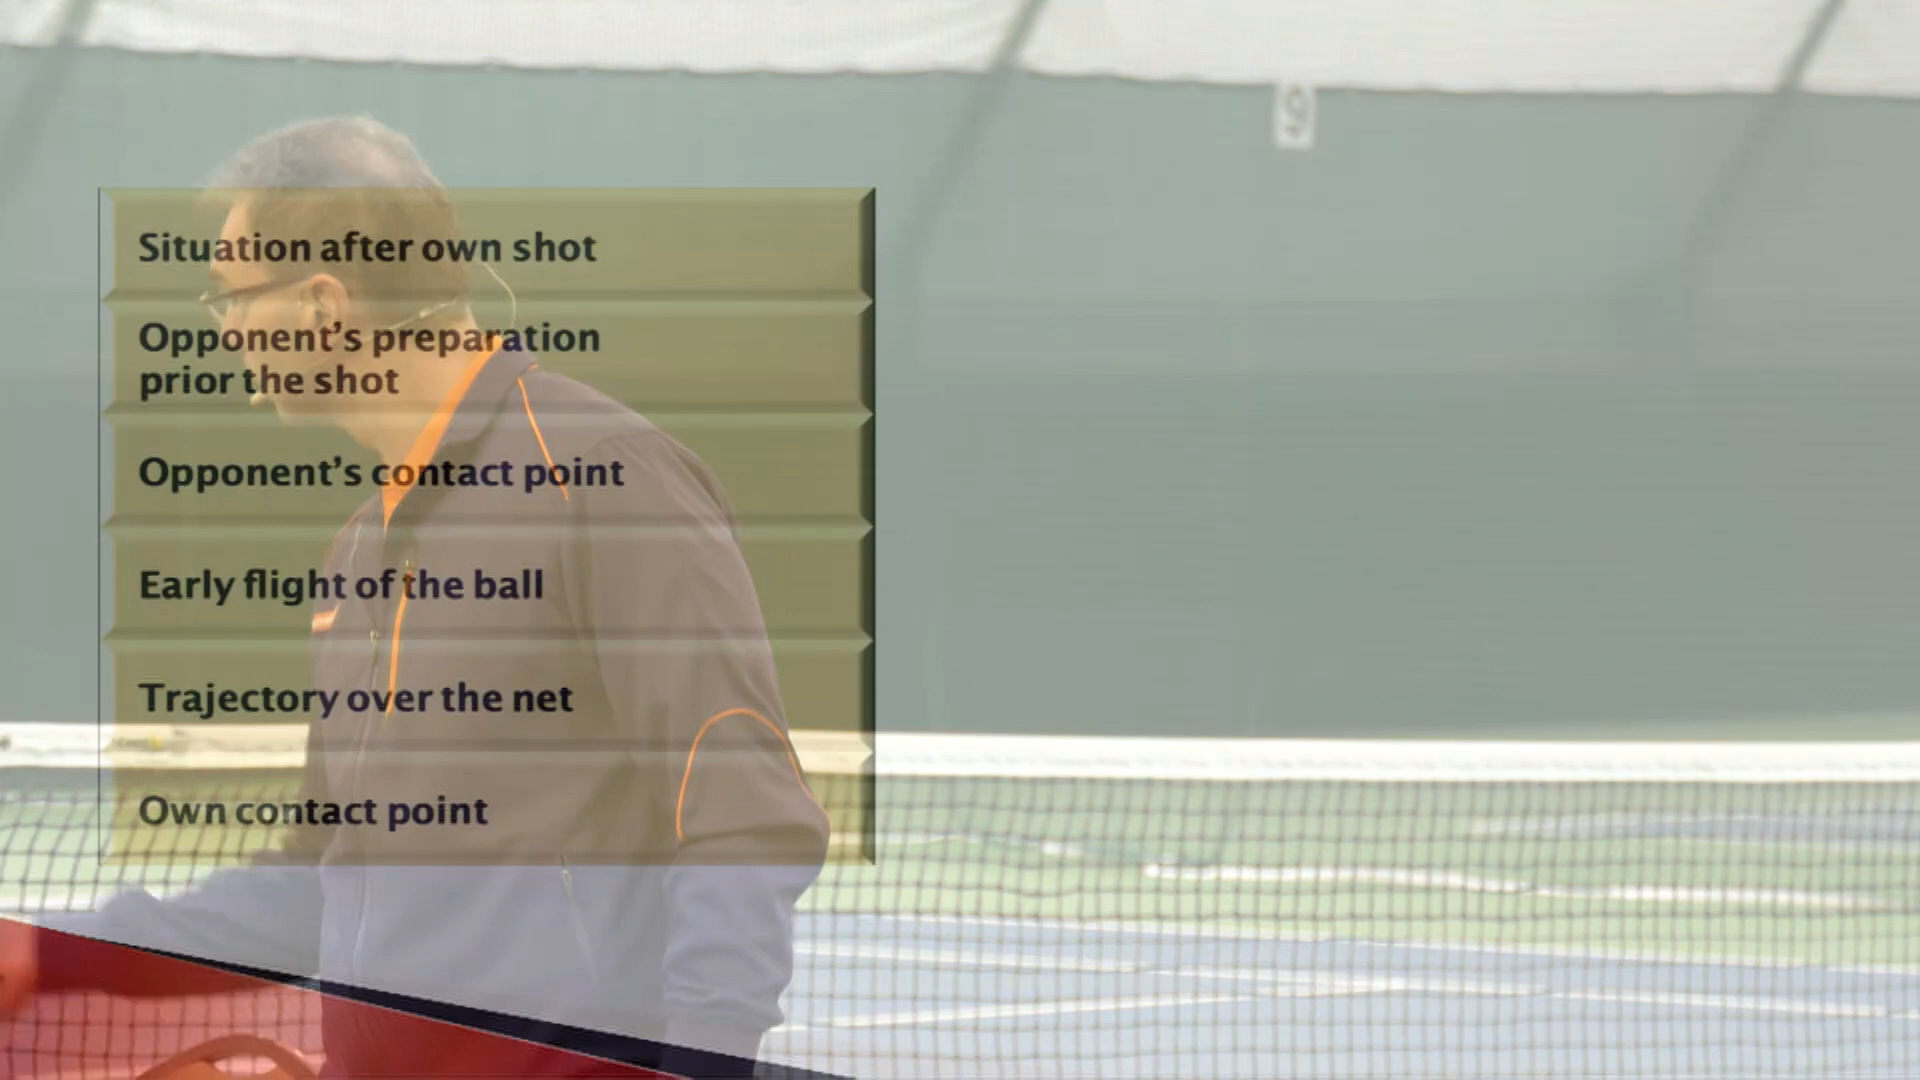 Situation after own shot
Opponent's preparation
prior the shot
Opponent's contact point
Early flight of the ball
Trajectory over the net
Own contact point